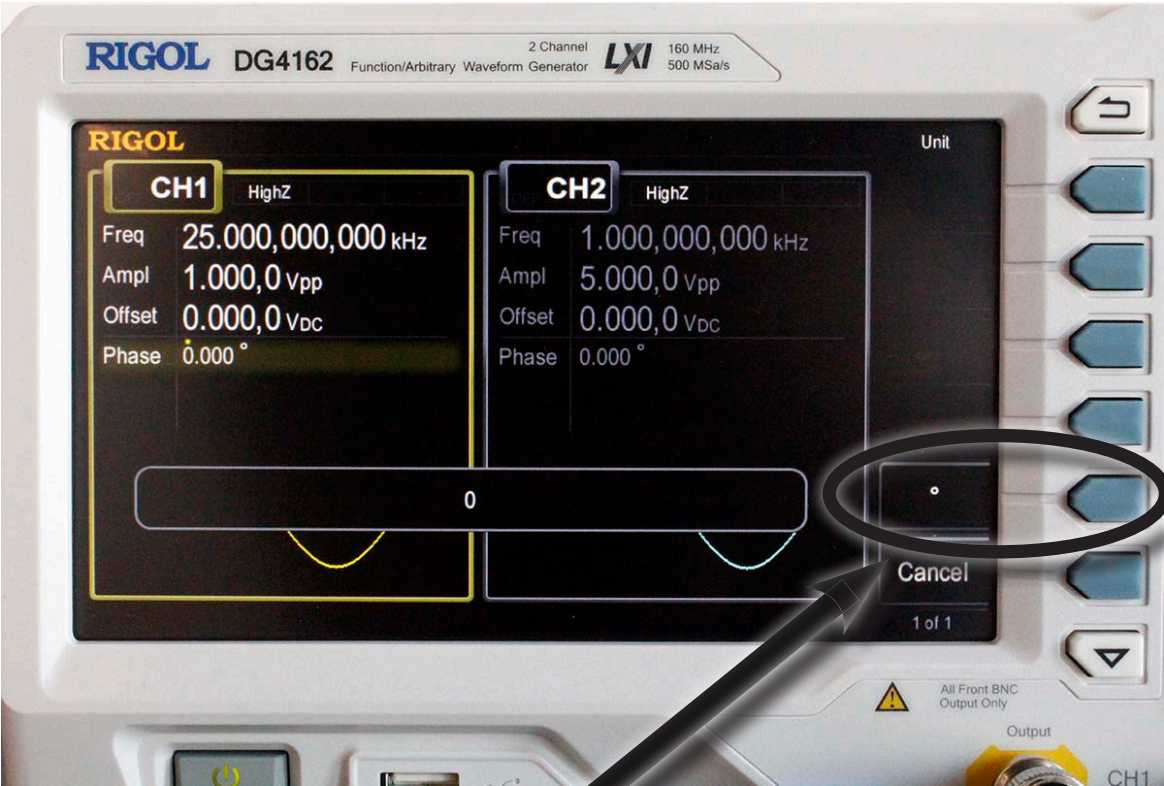 RIGOL DG4162 Function/Arbitrary Waveform Generator
2 Channel
LXI
160 MHz
500 MSa/s
RIGOL
Unit
CH1 HighZ
Freq 25.000,000,000 kHz
Ampl 1.000,0 Vpp
Offset 0.000,0 VDC
Phase 0.000 °
CH2 HighZ
Freq 1.000,000,000 kHz
Ampl 5.000,0 Vpp
Offset 0.000,0 VDC
Phase 0.000 °
0
°
Cancel
1 of 1
All Front BNC
Output Only
Output
CH1